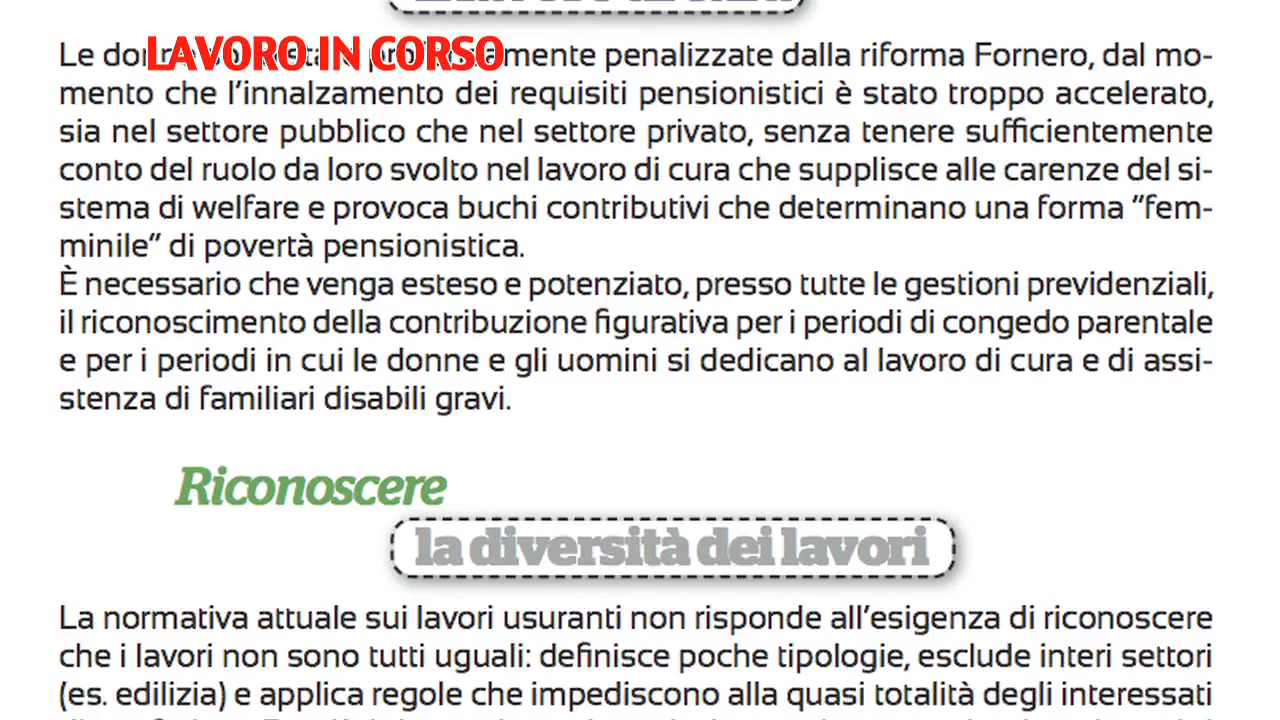 LAVORO IN CORSO
Le penalizzate dalla riforma Fornero, dal mo-
mento che l’innalzamento dei requisiti pensionistici è stato troppo accelerato,
sia nel settore pubblico che nel settore privato, senza tenere sufficientemente
conto del ruolo da loro svolto nel lavoro di cura che supplisce alle carenze del si-
stema di welfare e provoca buchi contributivi che determinano una forma ”fem-
minile” di povertà pensionistica.
È necessario che venga esteso e potenziato, presso tutte le gestioni previdenziali,
il riconoscimento della contribuzione figurativa per i periodi di congedo parentale
e per i periodi in cui le donne e gli uomini si dedicano al lavoro di cura e di assi-
stenza di familiari disabili gravi.
Riconoscere
la diversità dei lavori
La normativa attuale sui lavori usuranti non risponde all’esigenza di riconoscere
che i lavori non sono tutti uguali: definisce poche tipologie, esclude interi settori
(es. edilizia) e applica regole che impediscono alla quasi totalità degli interessati